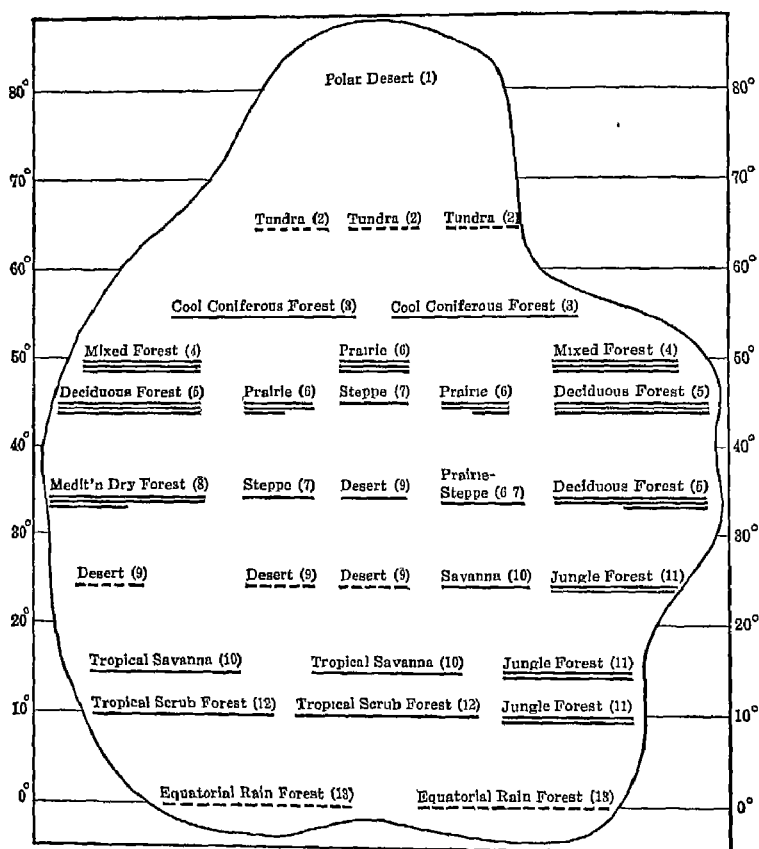 Polar Desert (1)
80° 80°
70° 70°
Tundra (2) Tundra (2) Tundra (2)
60° 60°
Cool Coniferous Forest (3) Cool Coniferous Forest (3)
50° Mixed Forest (4) Prairie (6) Mixed Forest (4) 50°
Deciduous Forest (5) Prairie (6) Steppe (7) Prairie (6) Deciduous Forest (5)
40° 40°
Medit'n Dry Forest (8) Steppe (7) Desert (9) Prairie-
Steppe (6 7) Deciduous Forest (5)
30° 30°
Desert (9) Desert (9) Desert (9) Savanna (10) Jungle Forest (11)
20° 20°
Tropical Savanna (10) Tropical Savanna (10) Jungle Forest (11)
10° Tropical Scrub Forest (12) Tropical Scrub Forest (12) Jungle Forest (11) 10°
0° Equatorial Rain Forest (13) Equatorial Rain Forest (13) 0°